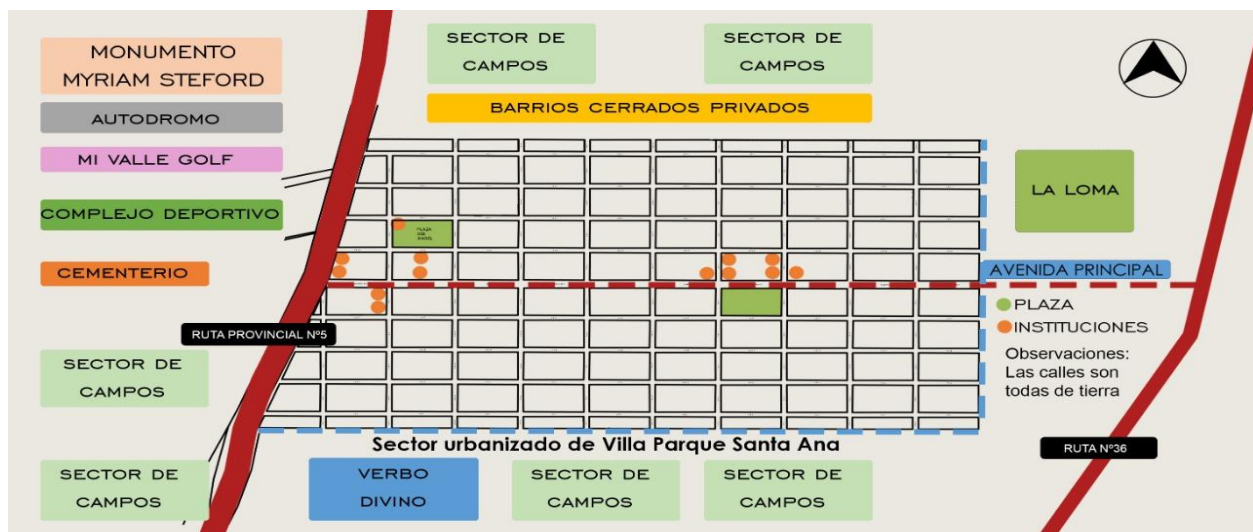 MONUMENTO
MYRIAM STEFORD
AUTODROMO
MI VALLE GOLF
COMPLEJO DEPORTIVO
CEMENTERIO
SECTOR DE
CAMPOS
SECTOR DE
CAMPOS
BARRIOS CERRADOS PRIVADOS
LA LOMA
AVENIDA PRINCIPAL
PLAZA
INSTITUCIONES
Observaciones:
Las calles son
todas de tierra
RUTA PROVINCIAL Nº5
SECTOR DE
CAMPOS
Sector urbanizado de Villa Parque Santa Ana
RUTA Nº36
SECTOR DE
CAMPOS
VERBO
DIVINO
SECTOR DE
CAMPOS
SECTOR DE
CAMPOS